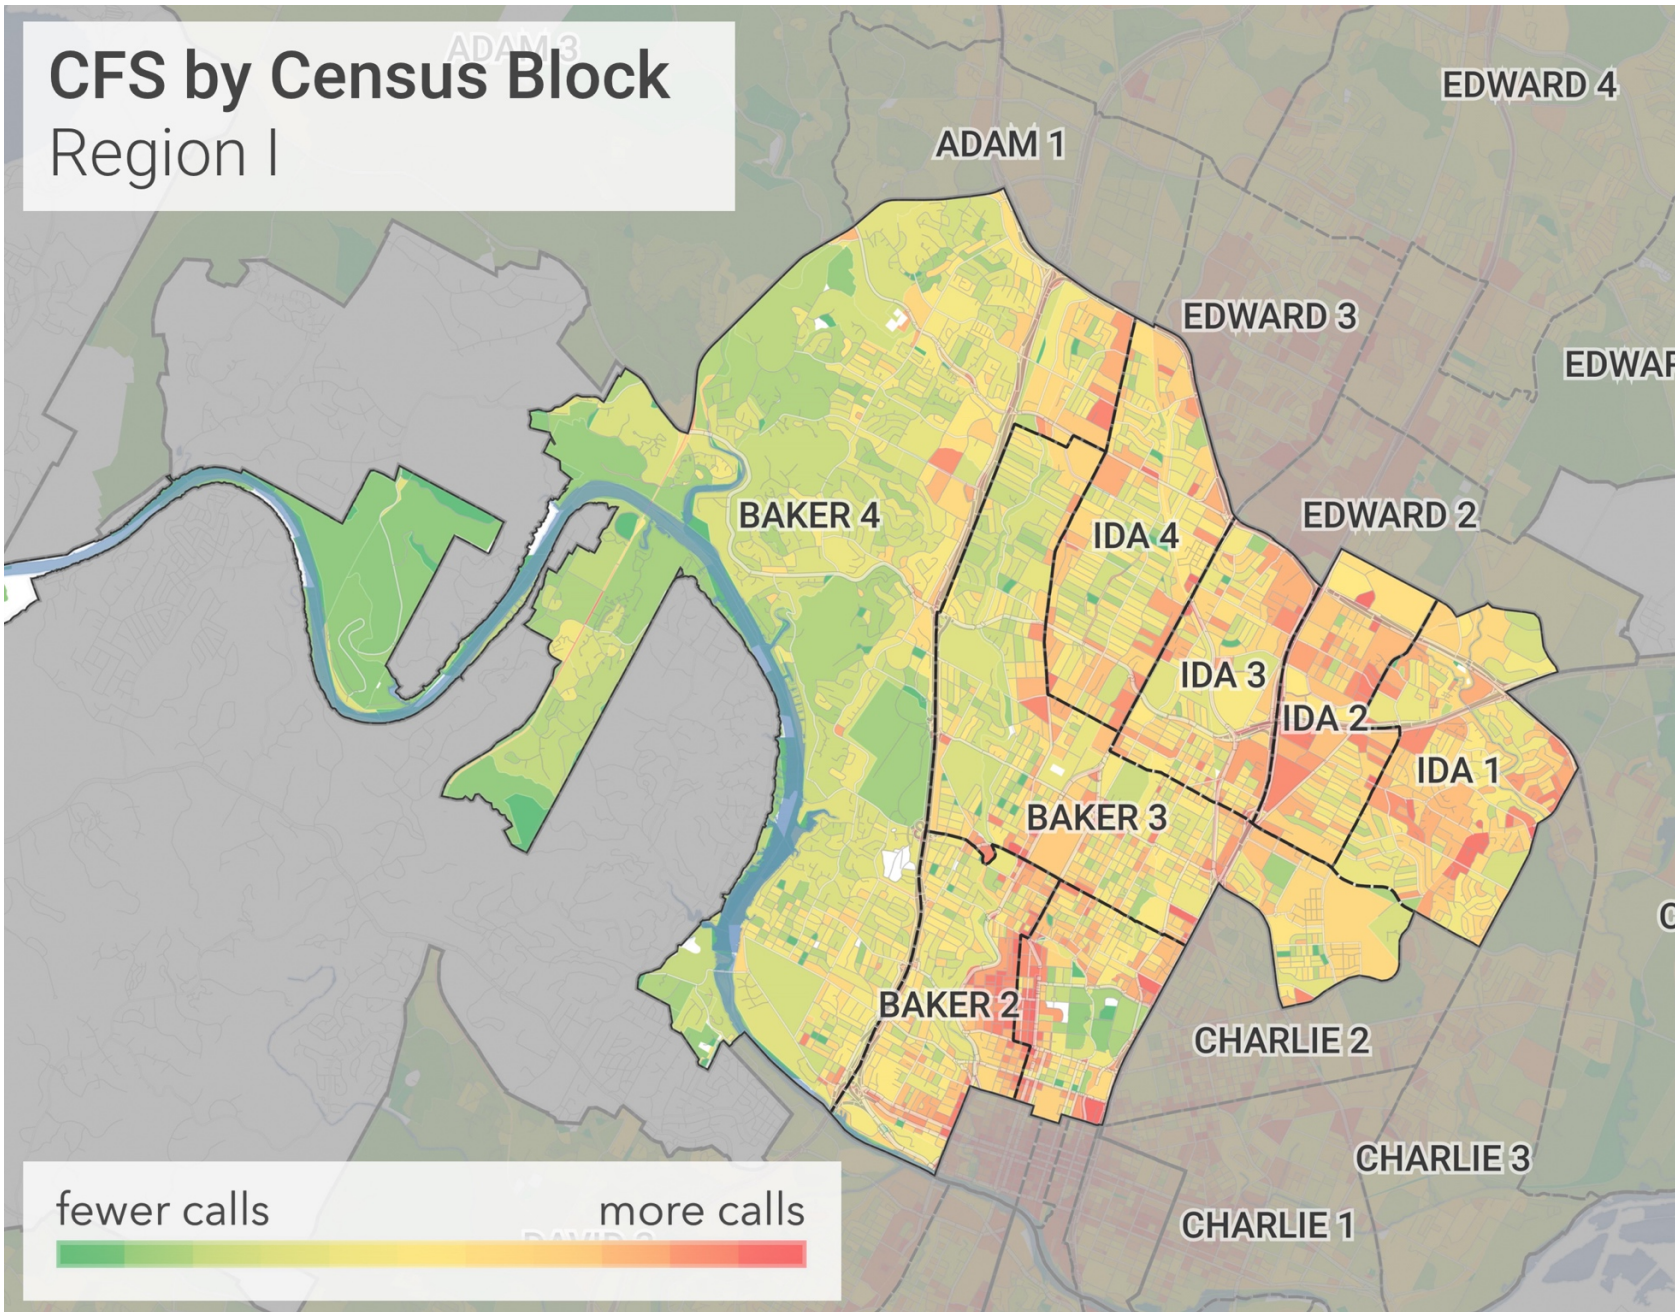 ADAM 3
CFS by Census Block
Region I
EDWARD 4
ADAM 1
EDWARD 3
EDWAR
BAKER 4
EDWARD 2
IDA 4
IDA 3
IDA 2
IDA 1
BAKER 3
C
BAKER 2
CHARLIE 2
CHARLIE 3
fewer calls
more calls
CHARLIE 1